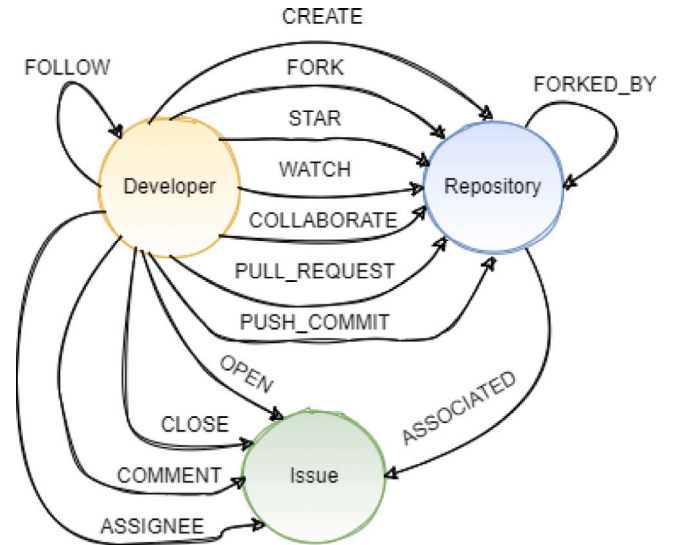 CREATE
FOLLOW
FORK
FORKED_BY
STAR
WATCH
Developer
Repository
COLLABORATE
PULL_REQUEST
PUSH_COMMIT
OPEN
ASSOCIATED
CLOSE
COMMENT
Issue
ASSIGNEE